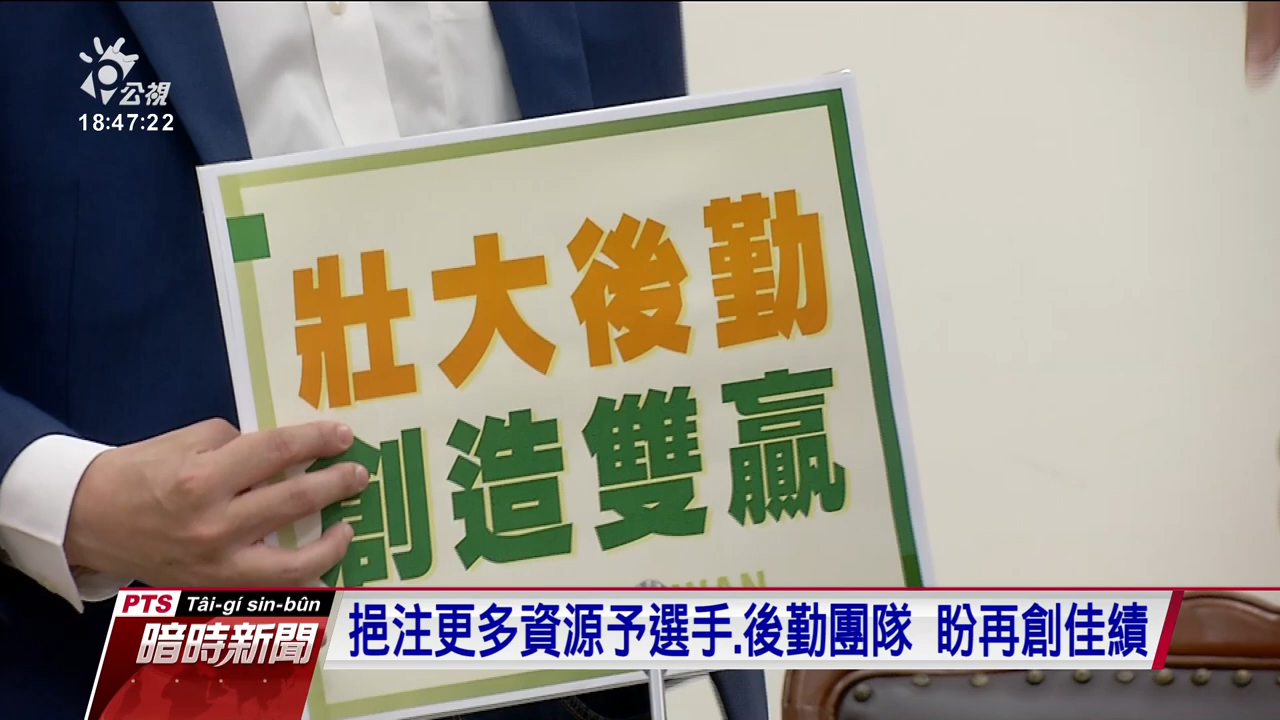 公視
18:47:22
壯大後勤
創造雙贏
PTS Tâi-gí sin-bûn
暗時新聞
挹注更多資源予選手.後勤團隊 盼再創佳績